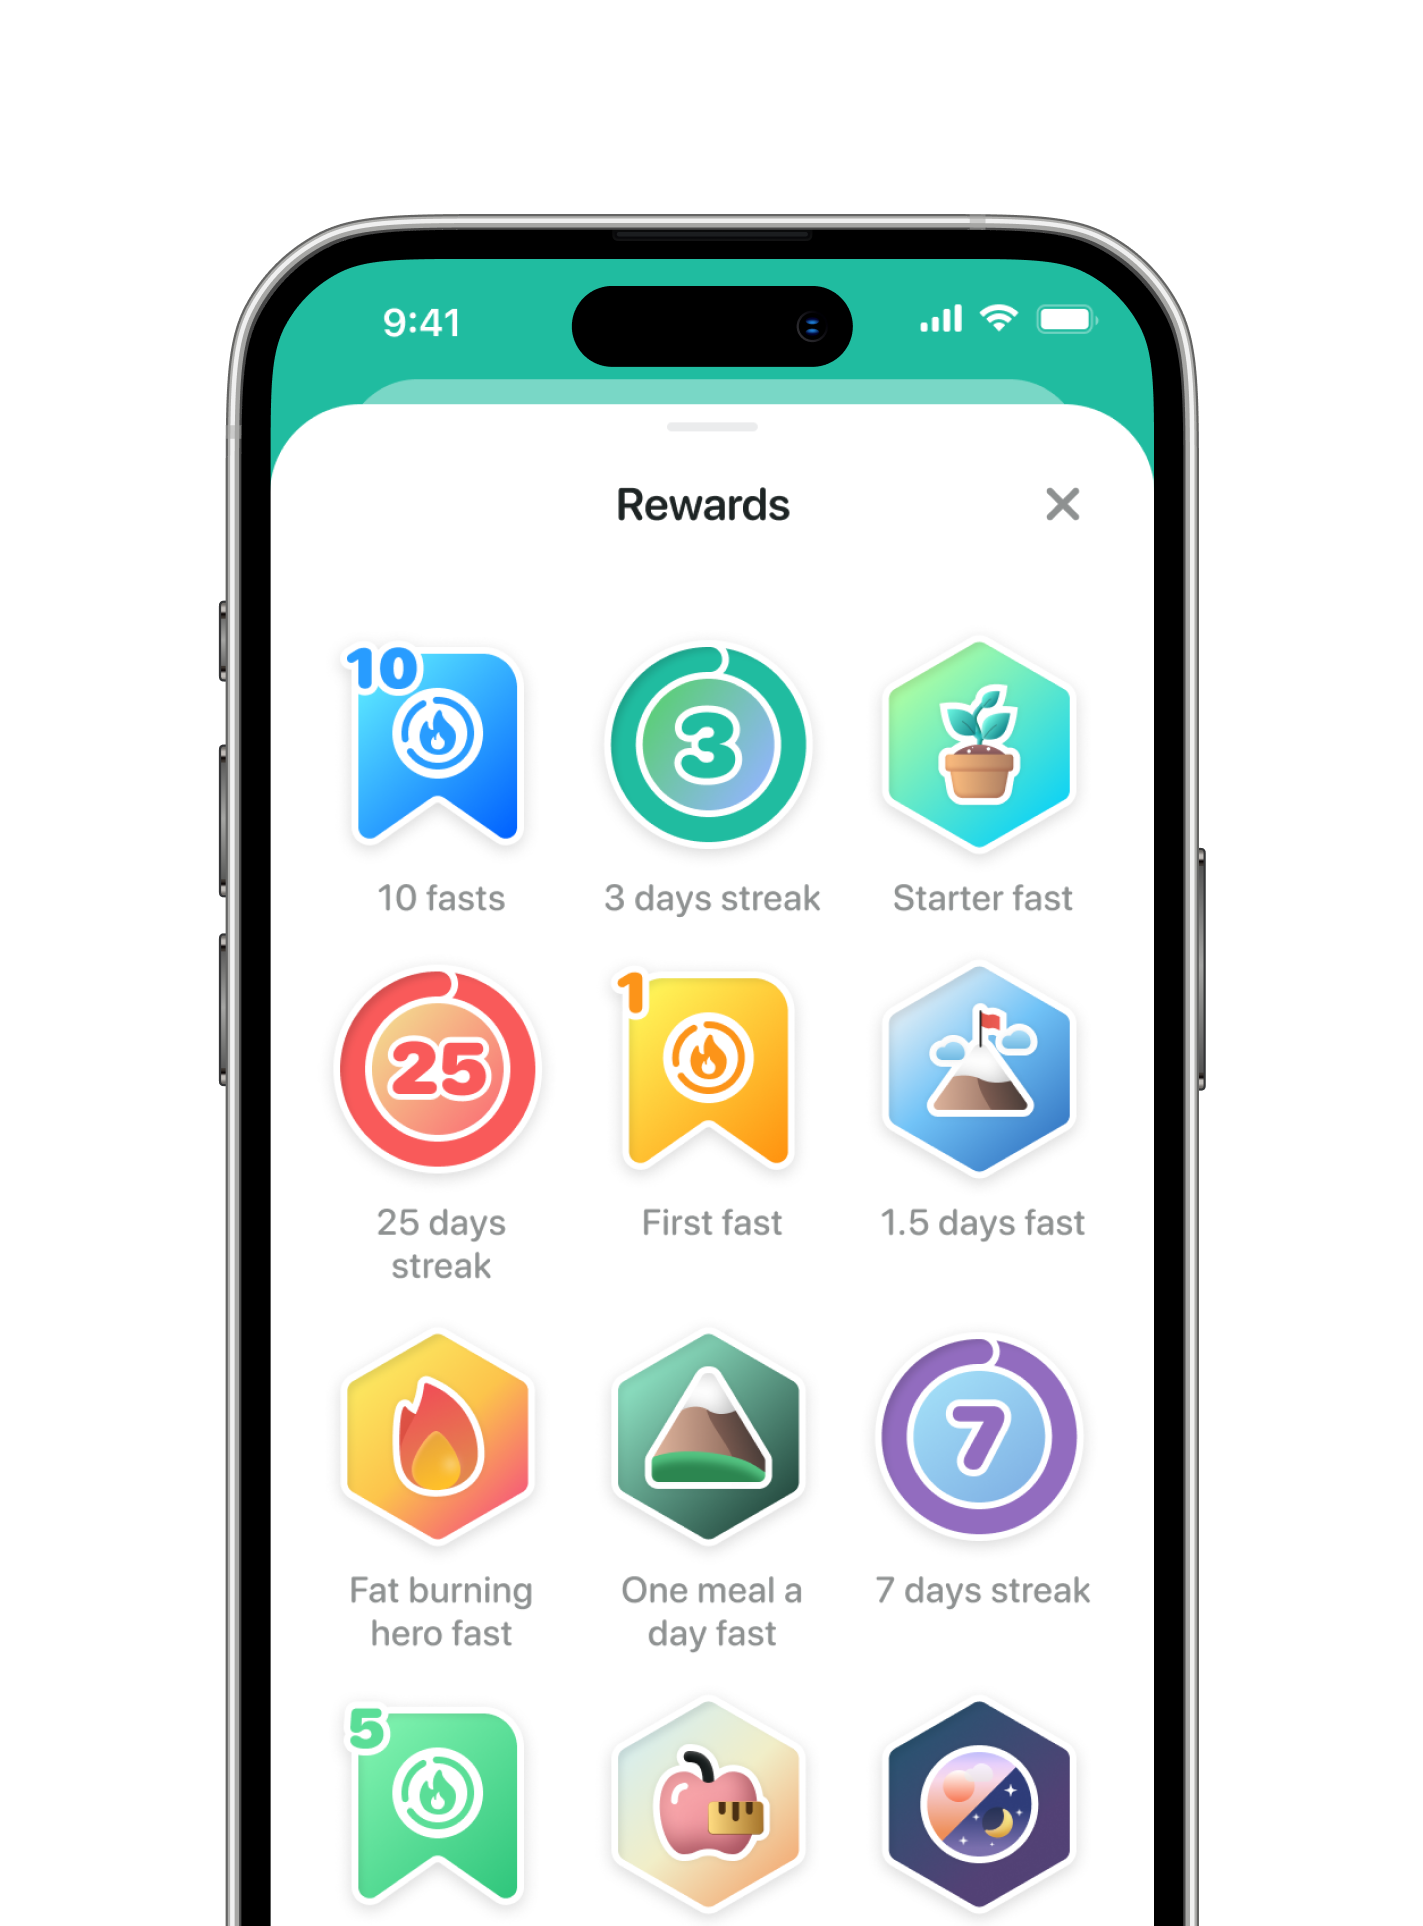 9:41
Rewards
10
3
10 fasts
3 days streak
Starter fast
25
1
25 days
streak
First fast
1.5 days fast
7
Fat burning
hero fast
One meal a
day fast
7 days streak
5